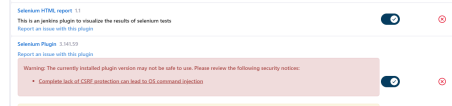 Selenium HTML report 1.1
This is an jenkins plugin to visualize the results of selenium tests
Report an issue with this plugin
Selenium Plugin 3.141.59
Report an issue with this plugin
Warning: The currently installed plugin version may not be safe to use. Please review the following security notices:
Complete lack of CSRF protection can lead to OS command injection